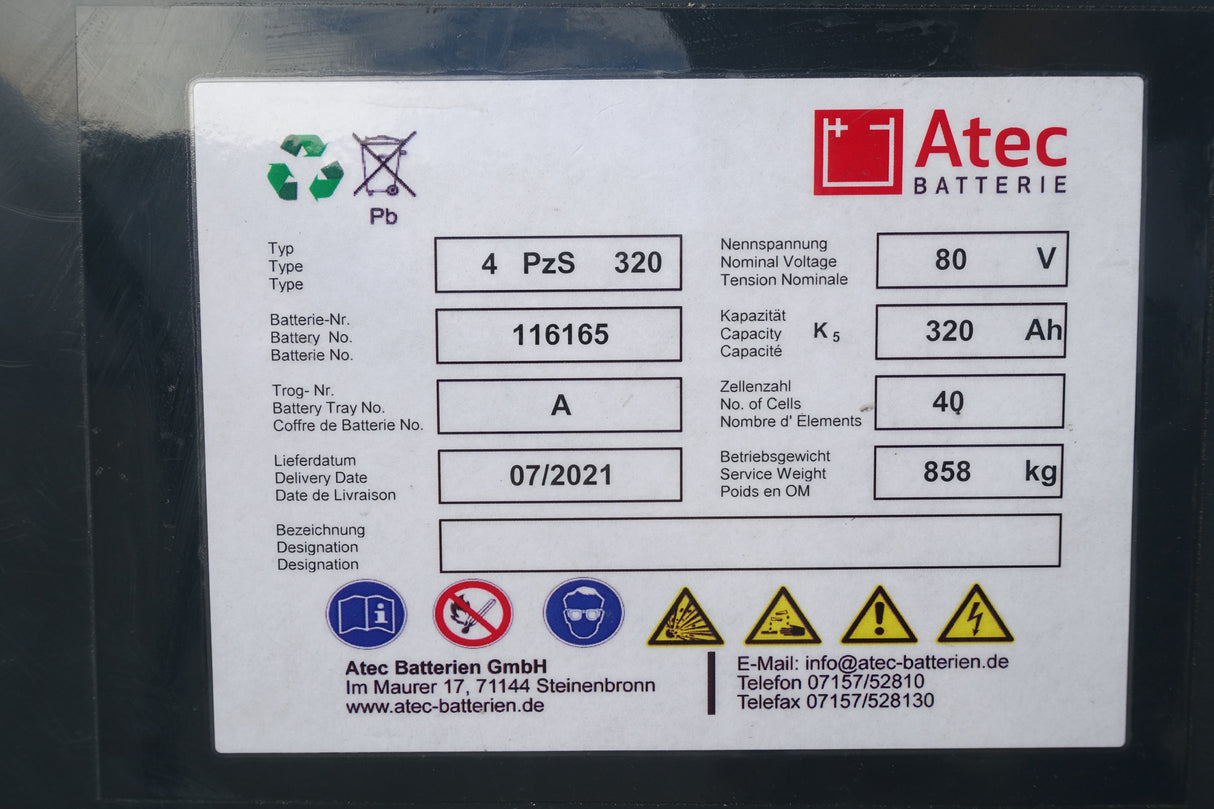 Atec
BATTERIE
Pb
Typ
Type
Type
4 PzS 320
Nennspannung
Nominal Voltage
Tension Nominale
80 V
Batterie-Nr.
Battery No.
Batterie No.
116165
Kapazität
Capacity
Capacité
K 5
320 Ah
Trog- Nr.
Battery Tray No.
Coffre de Batterie No.
A
Zellenzahl
No. of Cells
Nombre d' Élements
40
Lieferdatum
Delivery Date
Date de Livraison
07/2021
Betriebsgewicht
Service Weight
Poids en OM
858 kg
Bezeichnung
Designation
Designation
Atec Batterien GmbH
Im Maurer 17, 71144 Steinenbronn
www.atec-batterien.de
E-Mail: info@atec-batterien.de
Telefon 07157/52810
Telefax 07157/528130